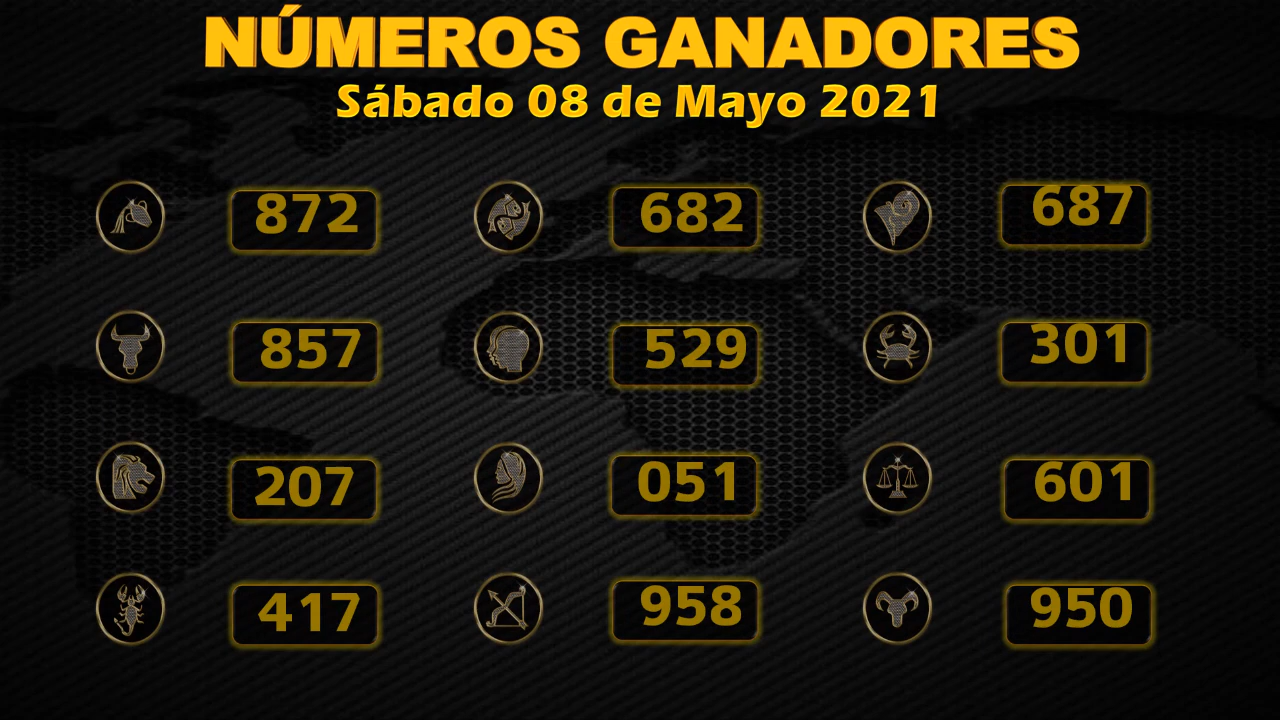 NÚMEROS GANADORES
Sábado 08 de Mayo 2021
872 682 687
857 529 301
207 051 601
417 958 950